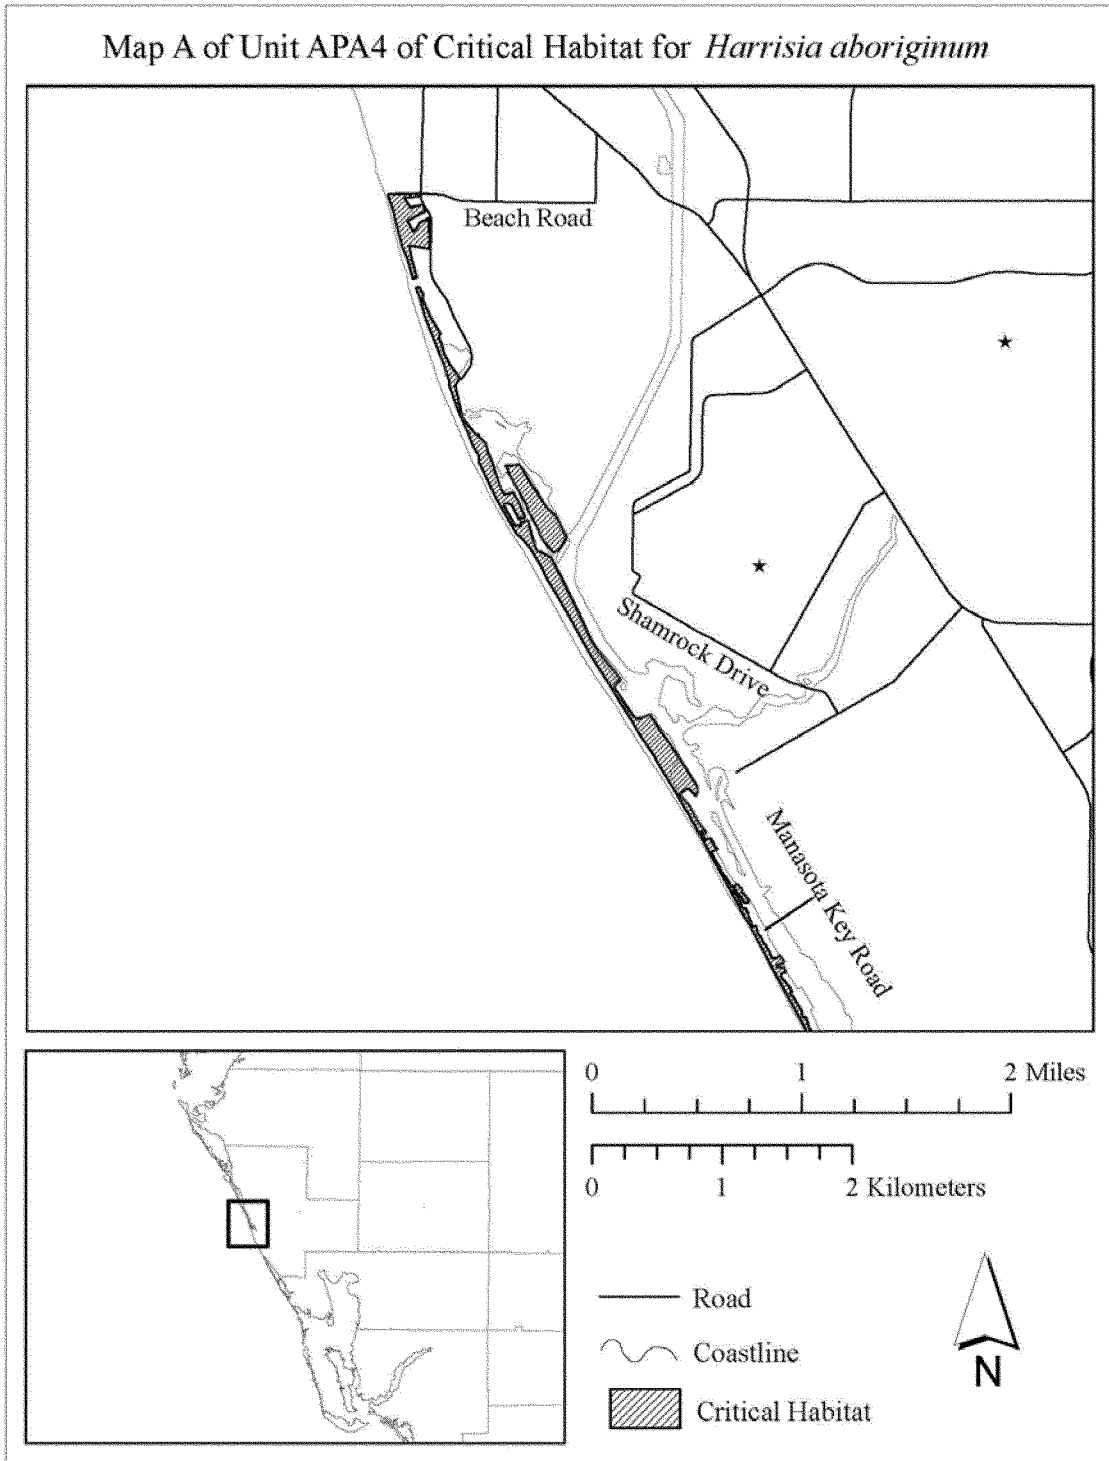 Map A of Unit APA4 of Critical Habitat for Harrisia aboriginum
Beach Road
Shamrock Drive
Manasota Key Road
0 1 2 Miles
0 1 2 Kilometers
Road
Coastline
Critical Habitat
N